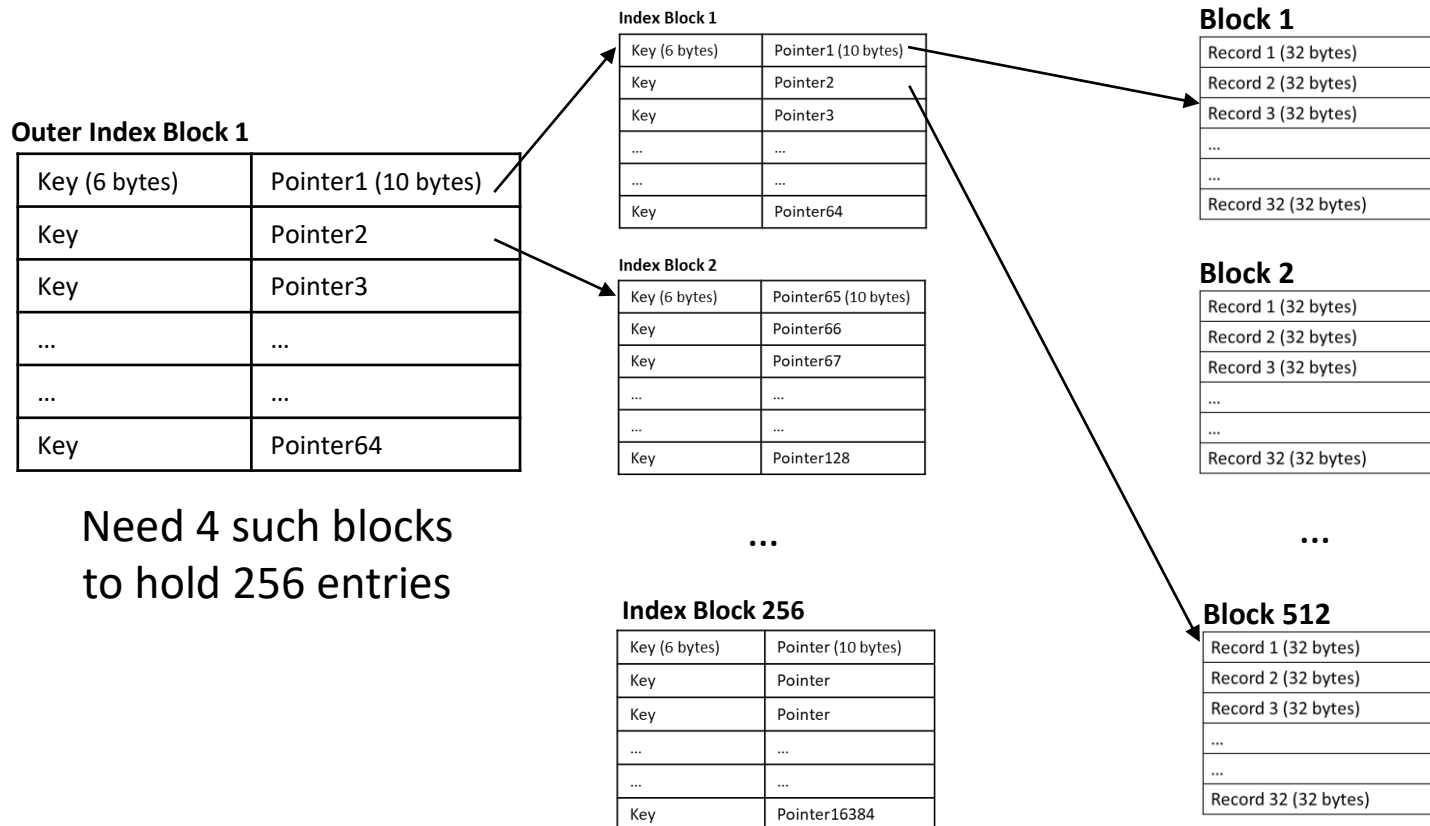 Outer Index Block 1
Key (6 bytes) Pointer1 (10 bytes)
Key Pointer2
Key Pointer3
... ...
... ...
Key Pointer64
Need 4 such blocks
to hold 256 entries
Index Block 1
Key (6 bytes) Pointer1 (10 bytes)
Key Pointer2
Key Pointer3
... ...
... ...
Key Pointer64
Index Block 2
Key (6 bytes) Pointer65 (10 bytes)
Key Pointer66
Key Pointer67
... ...
... ...
Key Pointer128
...
Index Block 256
Key (6 bytes) Pointer (10 bytes)
Key Pointer
Key Pointer
... ...
... ...
Key Pointer16384
Block 1
Record 1 (32 bytes)
Record 2 (32 bytes)
Record 3 (32 bytes)
...
...
Record 32 (32 bytes)
Block 2
Record 1 (32 bytes)
Record 2 (32 bytes)
Record 3 (32 bytes)
...
...
Record 32 (32 bytes)
...
Block 512
Record 1 (32 bytes)
Record 2 (32 bytes)
Record 3 (32 bytes)
...
...
Record 32 (32 bytes)